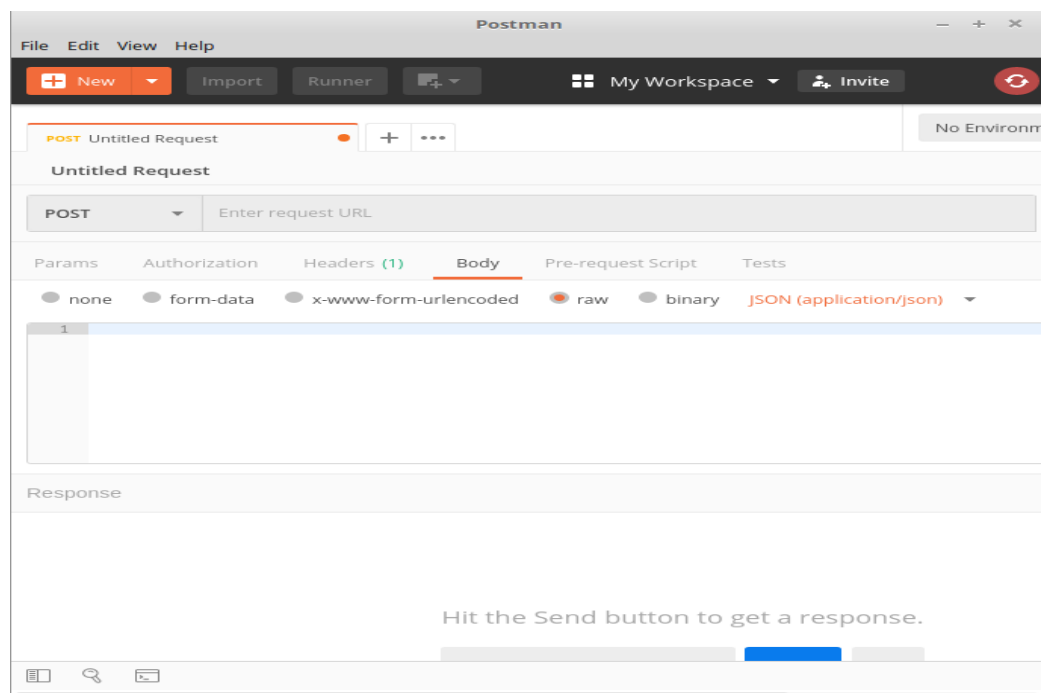 Postman
File Edit View Help
New Import Runner My Workspace Invite
POST Untitled Request No Environm
Untitled Request
POST Enter request URL
Params Authorization Headers (1) Body Pre-request Script Tests
none form-data x-www-form-urlencoded raw binary JSON (application/json)
1
Response
Hit the Send button to get a response.